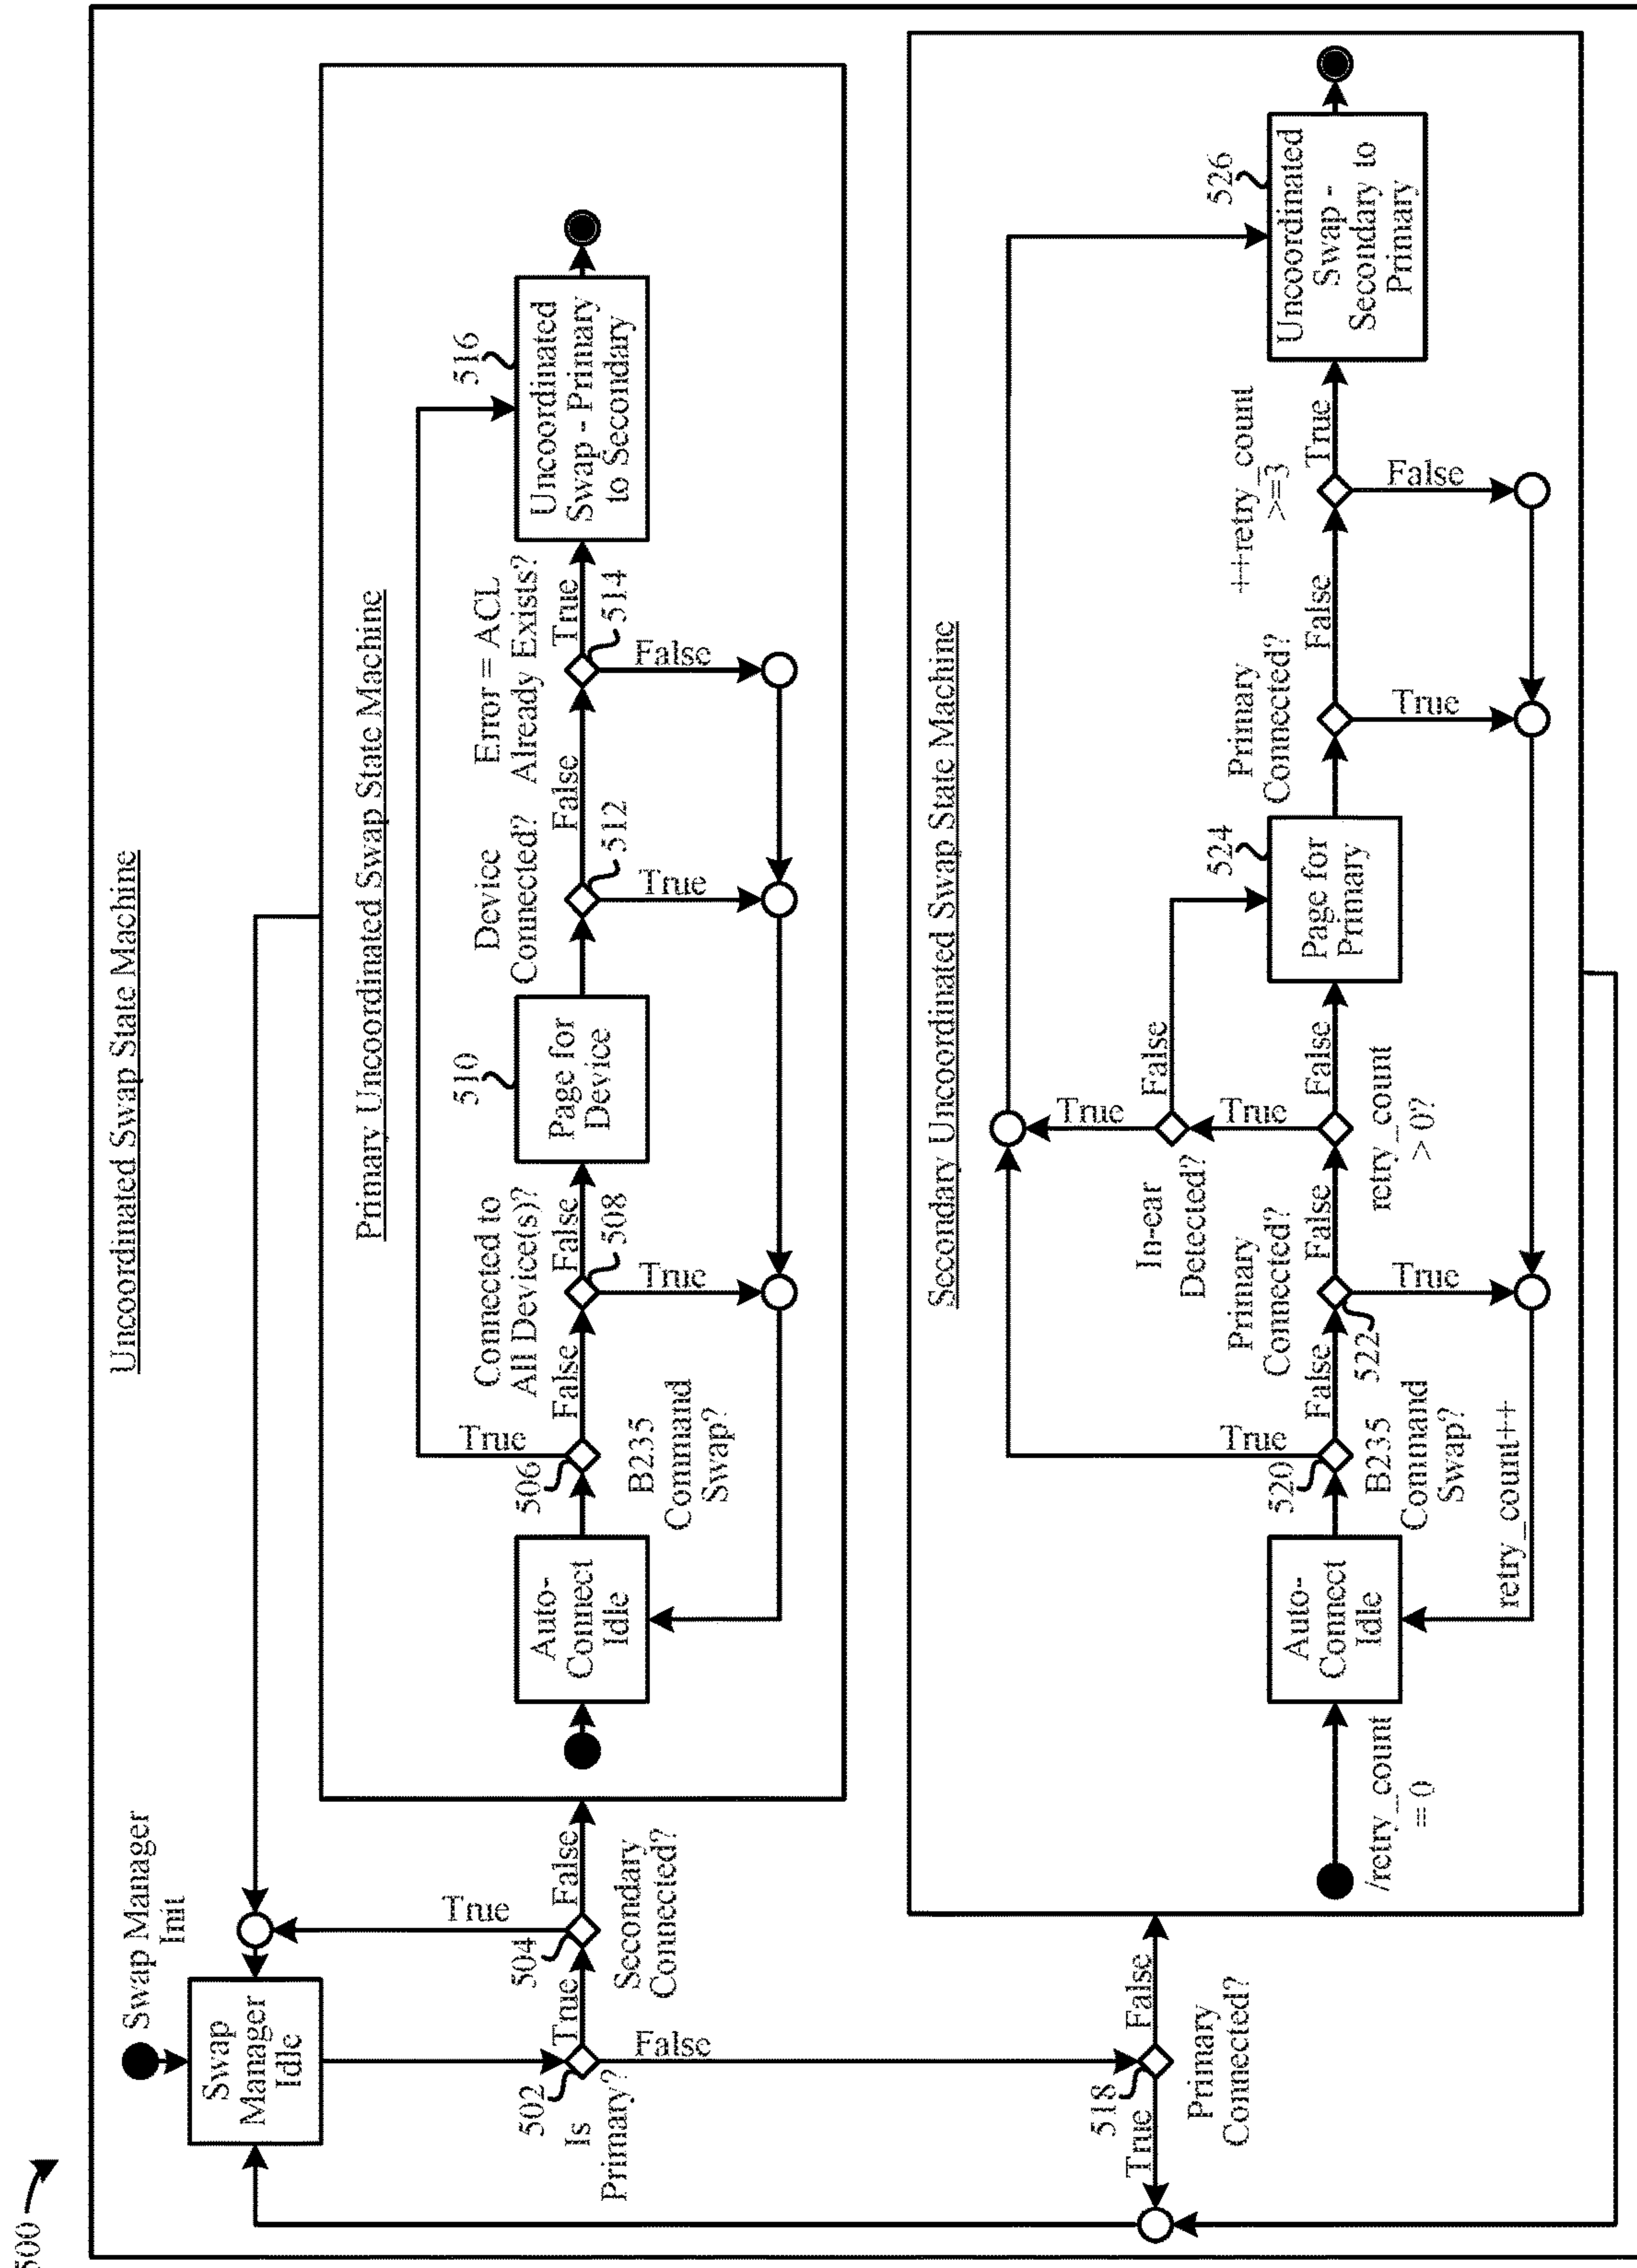 500
Uncoordinated Swap State Machine
Swap Manager
Init
Swap
Manager
Idle
502
Is
Primary?
True
False
504
Secondary
Connected?
True
False
Primary Uncoordinated Swap State Machine
Auto-
Connect
Idle
506
B235
Command
Swap?
True
False
Connected to
All Device(s)?
508
False
True
510
Page for
Device
Device
Connected?
512
False
True
Error = ACL
Already Exists?
514
True
False
516
Uncoordinated
Swap - Primary
to Secondary
518
Primary
Connected?
True
False
Secondary Uncoordinated Swap State Machine
/retry_count
= 0
Auto-
Connect
Idle
retry_count++
520
B235
Command
Swap?
True
False
Primary
Connected?
522
False
True
retry_count
> 0?
True
False
In-ear
Detected?
True
False
524
Page for
Primary
Primary
Connected?
False
True
++retry_count
>=3
True
False
526
Uncoordinated
Swap -
Secondary to
Primary